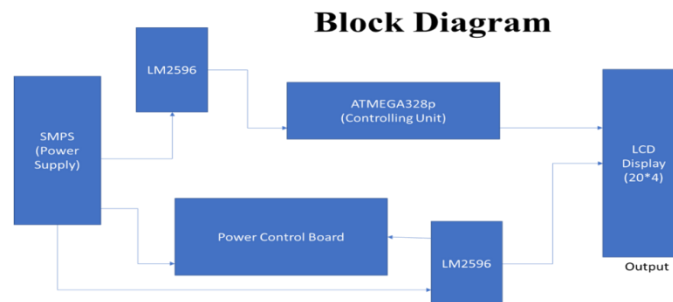 Block Diagram
LM2596
ATMEGA328p
(Controlling Unit)
SMPS
(Power
Supply)
LCD
Display
(20*4)
Power Control Board
LM2596
Output